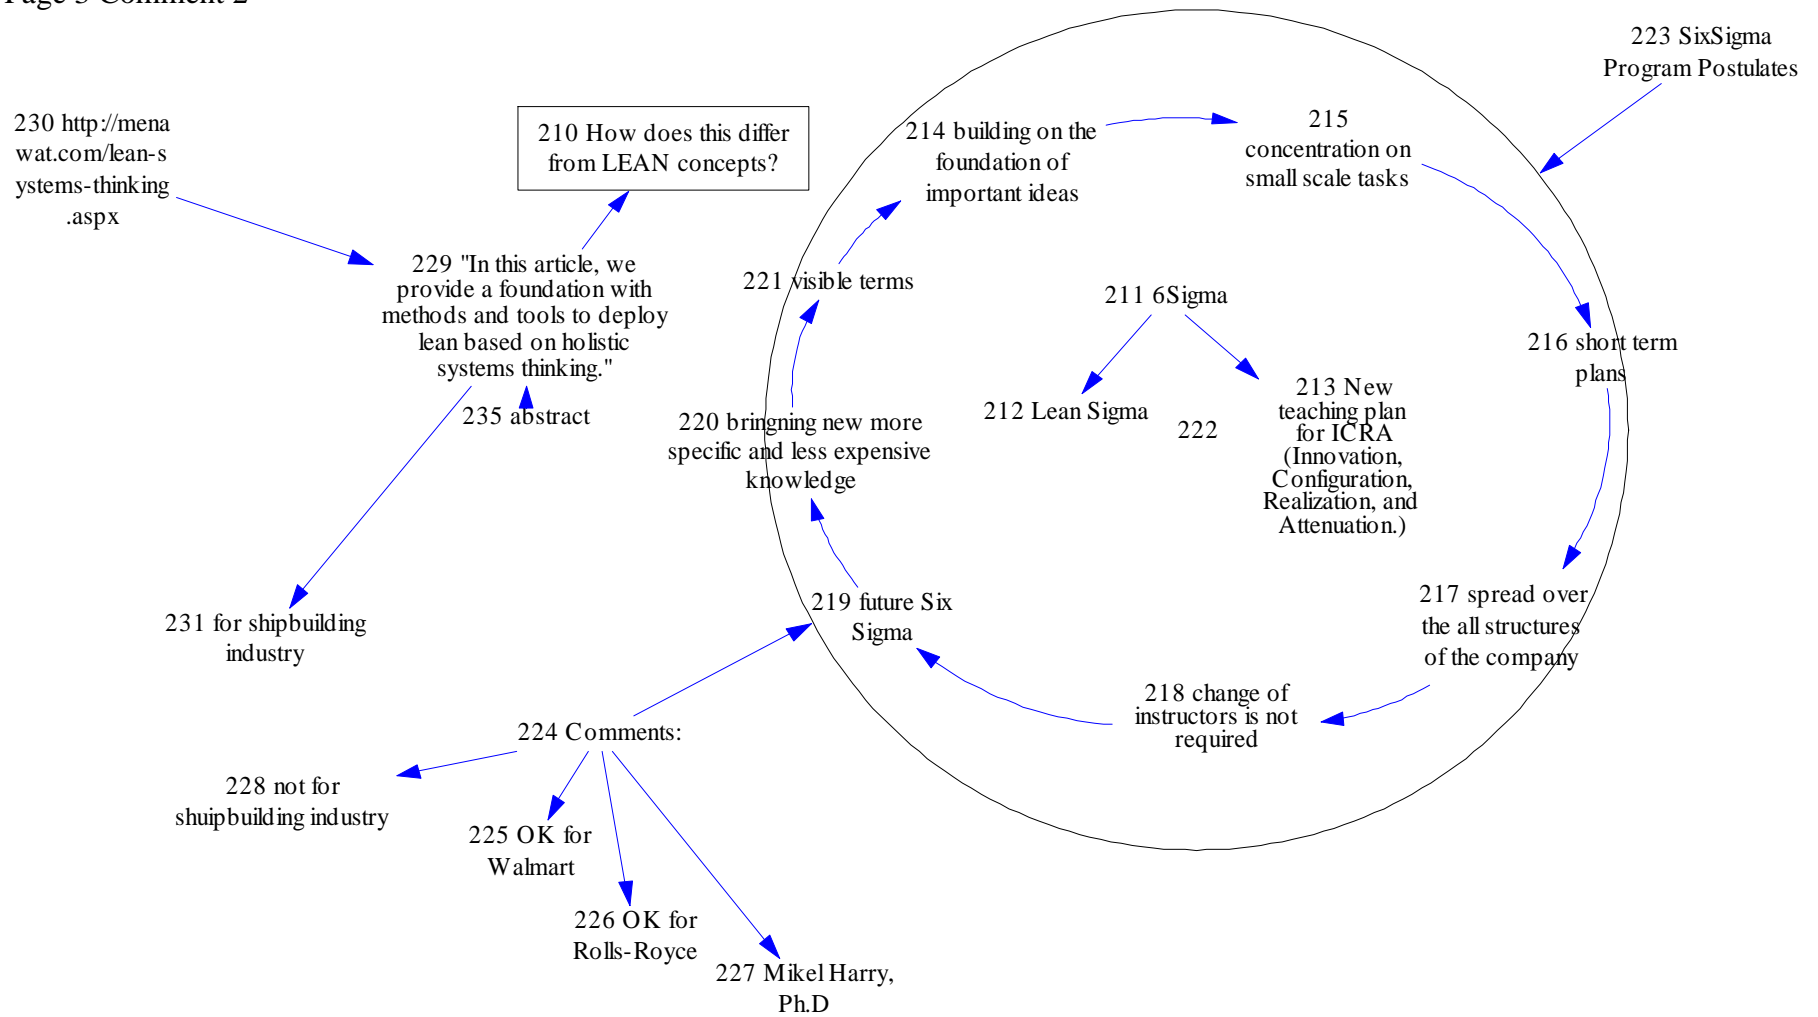 Page 3 Comment 2
223 SixSigma
Program Postulates
230 http://mena
wat.com/lean-s
ystems-thinking
.aspx
210 How does this differ
from LEAN concepts?
214 building on the
foundation of
important ideas
215
concentration on
small scale tasks
229 "In this article, we
provide a foundation with
methods and tools to deploy
lean based on holistic
systems thinking."
235 abstract
221 visible terms
211 6Sigma
216 short term
plans
212 Lean Sigma
222
213 New
teaching plan
for ICRA
(Innovation,
Configuration,
Realization, and
Attenuation.)
220 bringning new more
specific and less expensive
knowledge
219 future Six
Sigma
217 spread over
the all structures
of the company
231 for shipbuilding
industry
218 change of
instructors is not
required
224 Comments:
228 not for
shuipbuilding industry
225 OK for
Walmart
226 OK for
Rolls-Royce
227 Mikel Harry,
Ph.D